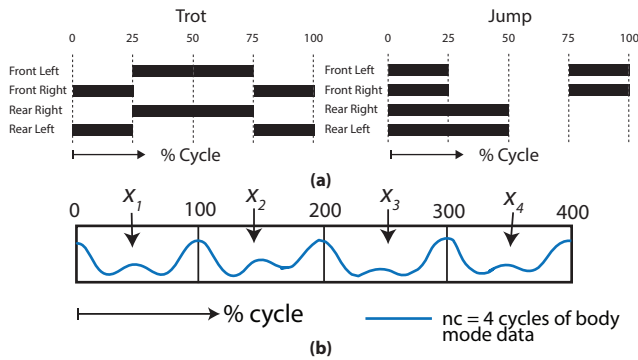 Trot
Jump
0 25 50 75 100
0 25 50 75 100
Front Left
Front Right
Rear Right
Rear Left
Front Left
Front Right
Rear Right
Rear Left
% Cycle
% Cycle
(a)
x1 x2 x3 x4
0 100 200 300 400
% cycle
nc = 4 cycles of body
mode data
(b)